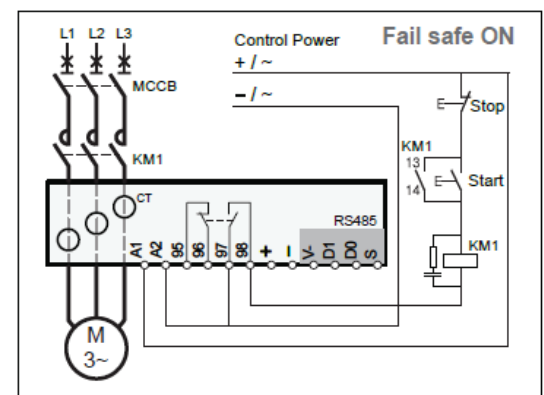 L1 L2 L3
Control Power
Fail safe ON
+ / ~
MCCB
– / ~
Stop
KM1
KM1
13
14
Start
CT
RS485
A1 A2 95 96 97 98 + – V- D1 D0 S
KM1
M
3~